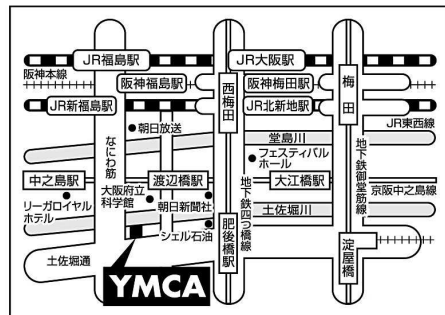 JR福島駅
JR大阪駅
阪神本線
阪神福島駅
阪神梅田駅
西梅田
梅田
JR新福島駅
JR北新地駅
JR東西線
なにわ筋
朝日放送
堂島川
フェスティバル
ホール
地下鉄四つ橋線
地下鉄御堂筋線
中之島駅
大阪府立
科学館
渡辺橋駅
大江橋駅
京阪中之島線
リーガロイヤル
ホテル
朝日新聞社
土佐堀川
シェル石油
肥後橋駅
淀屋橋
土佐堀通
YMCA